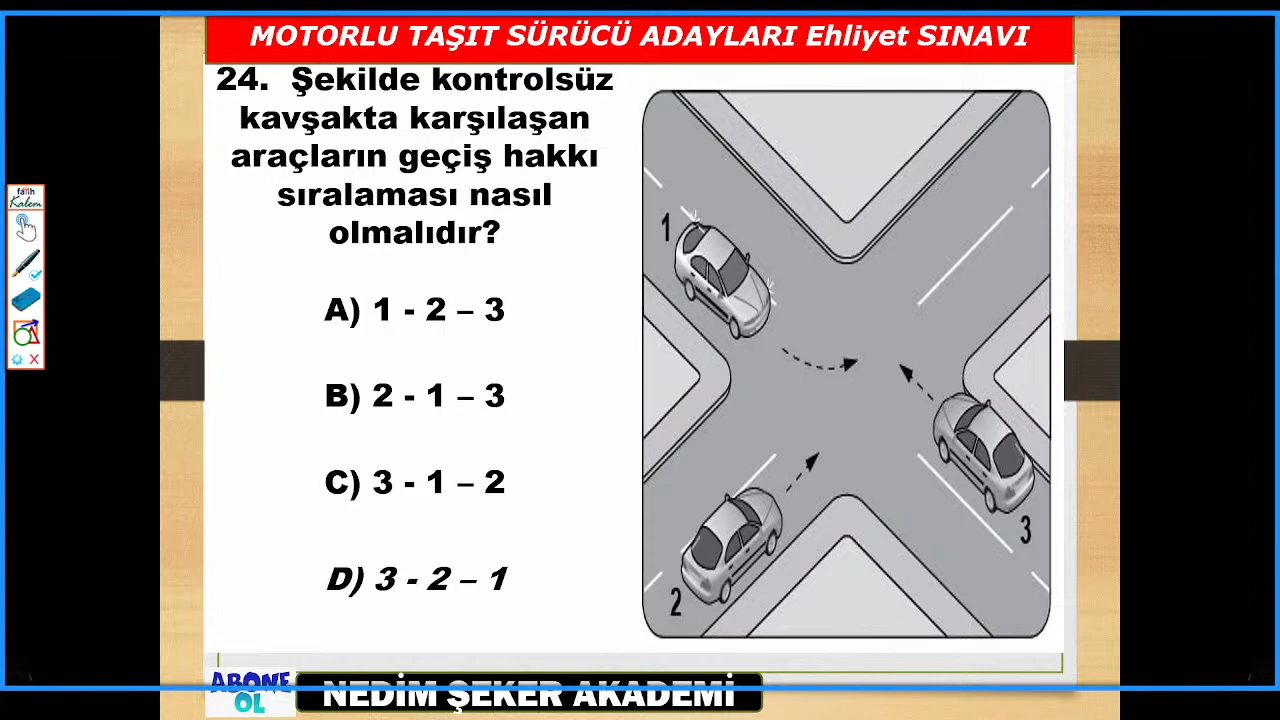 MOTORLU TAŞIT SÜRÜCÜ ADAYLARI Ehliyet SINAVI
24. Şekilde kontrolsüz
kavşakta karşılaşan
araçların geçiş hakkı
sıralaması nasıl
olmalıdır?
A) 1 - 2 – 3
B) 2 - 1 – 3
C) 3 - 1 – 2
D) 3 - 2 – 1
1
2
3
fatih
Kalem
ABONE
OL
NEDİM ŞEKER AKADEMİ